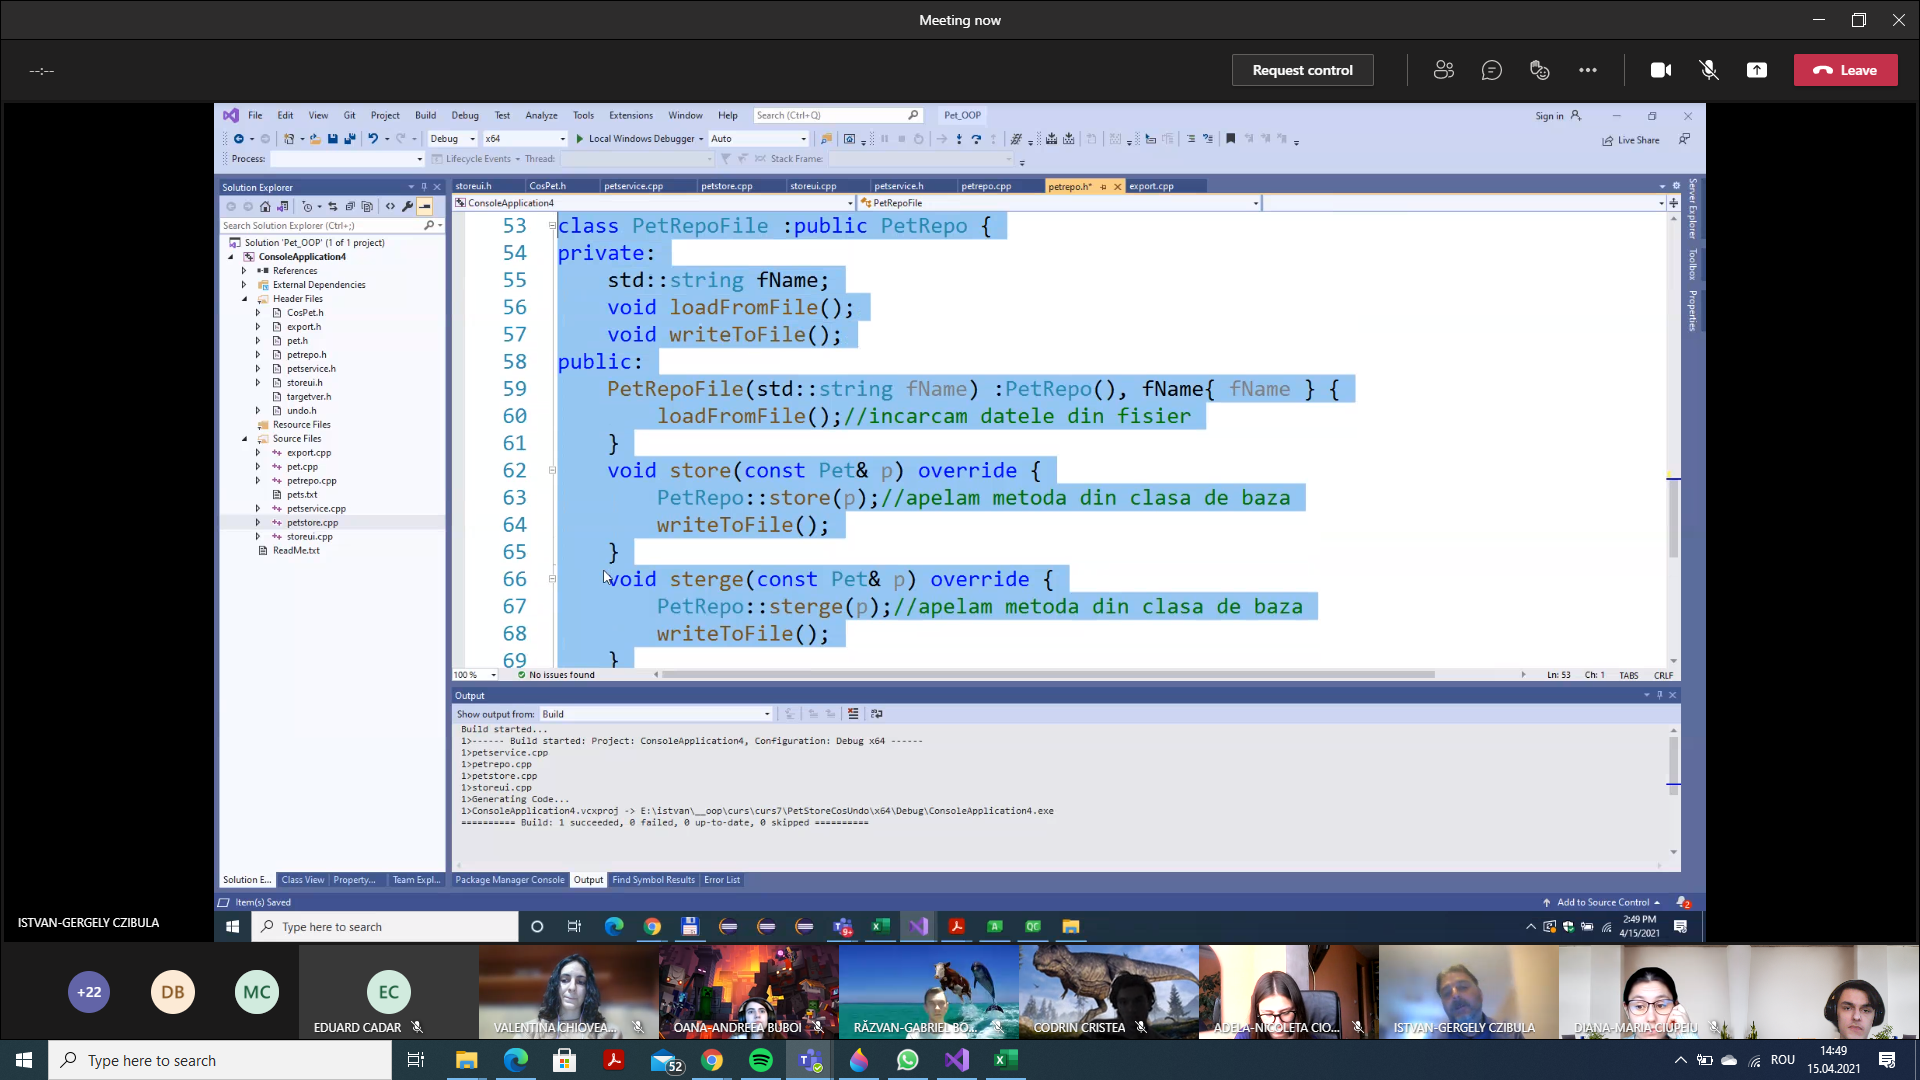 Meeting now
--:--
Request control
Leave
File Edit View Git Project Build Debug Test Analyze Tools Extensions Window Help Search (Ctrl+Q) Pet_OOP Sign in
Debug x64 Local Windows Debugger Auto Live Share
Process: Lifecycle Events Thread: Stack Frame:
Solution Explorer
storeui.h CosPet.h petservice.cpp petstore.cpp storeui.cpp petservice.h petrepo.cpp petrepo.h* export.cpp
ConsoleApplication4 PetRepoFile
Search Solution Explorer (Ctrl+;)
Solution 'Pet_OOP' (1 of 1 project)
ConsoleApplication4
References
External Dependencies
Header Files
CosPet.h
export.h
pet.h
petrepo.h
petservice.h
storeui.h
targetver.h
undo.h
Resource Files
Source Files
export.cpp
pet.cpp
petrepo.cpp
pets.txt
petservice.cpp
petstore.cpp
storeui.cpp
ReadMe.txt
53 class PetRepoFile :public PetRepo {
54 private:
55 std::string fName;
56 void loadFromFile();
57 void writeToFile();
58 public:
59 PetRepoFile(std::string fName) :PetRepo(), fName{ fName } {
60 loadFromFile();//incarcam datele din fisier
61 }
62 void store(const Pet& p) override {
63 PetRepo::store(p);//apelam metoda din clasa de baza
64 writeToFile();
65 }
66 void sterge(const Pet& p) override {
67 PetRepo::sterge(p);//apelam metoda din clasa de baza
68 writeToFile();
69 }
Server Explorer
Toolbox
Properties
100 % No issues found Ln: 53 Ch: 1 TABS CRLF
Output
Show output from: Build
Build started...
1>------ Build started: Project: ConsoleApplication4, Configuration: Debug x64 ------
1>petservice.cpp
1>petrepo.cpp
1>petstore.cpp
1>storeui.cpp
1>Generating Code...
1>ConsoleApplication4.vcxproj -> E:\istvan\__oop\curs\curs7\PetStoreCosUndo\x64\Debug\ConsoleApplication4.exe
========== Build: 1 succeeded, 0 failed, 0 up-to-date, 0 skipped ==========
Solution E... Class View Property... Team Expl... Package Manager Console Output Find Symbol Results Error List
Item(s) Saved Add to Source Control 2
ISTVAN-GERGELY CZIBULA
Type here to search 2:49 PM
4/15/2021
+22 DB MC EC
EDUARD CADAR VALENTINA CHIOVEA... OANA-ANDREEA BUBOI RĂZVAN-GABRIEL BO... CODRIN CRISTEA ADELA-NICOLETA CIO... ISTVAN-GERGELY CZIBULA DIANA-MARIA CIUPEIU
Type here to search 52 ROU 14:49
15.04.2021